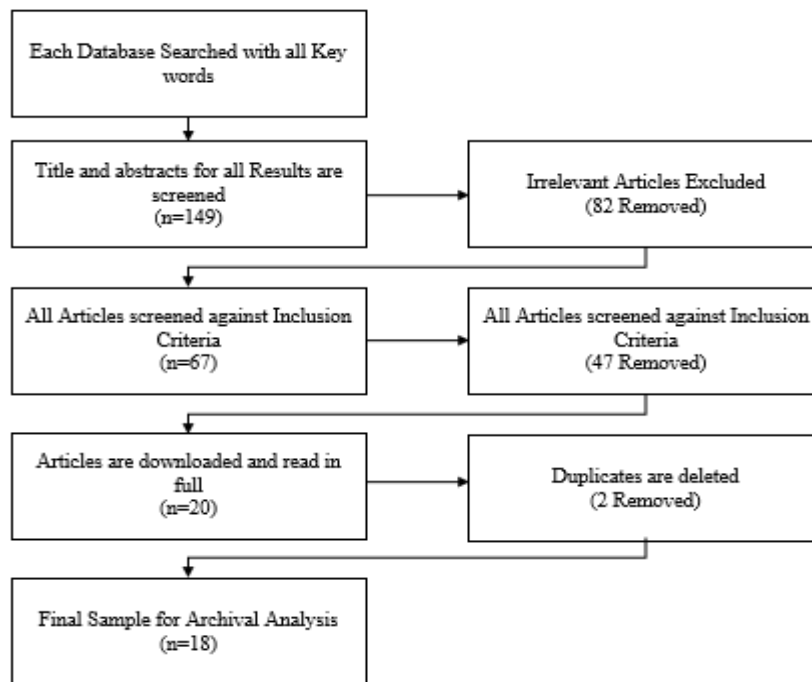 Each Database Searched with all Key
words
Title and abstracts for all Results are
screened
(n=149)
Irrelevant Articles Excluded
(82 Removed)
All Articles screened against Inclusion
Criteria
(n=67)
All Articles screened against Inclusion
Criteria
(47 Removed)
Articles are downloaded and read in
full
(n=20)
Duplicates are deleted
(2 Removed)
Final Sample for Archival Analysis
(n=18)